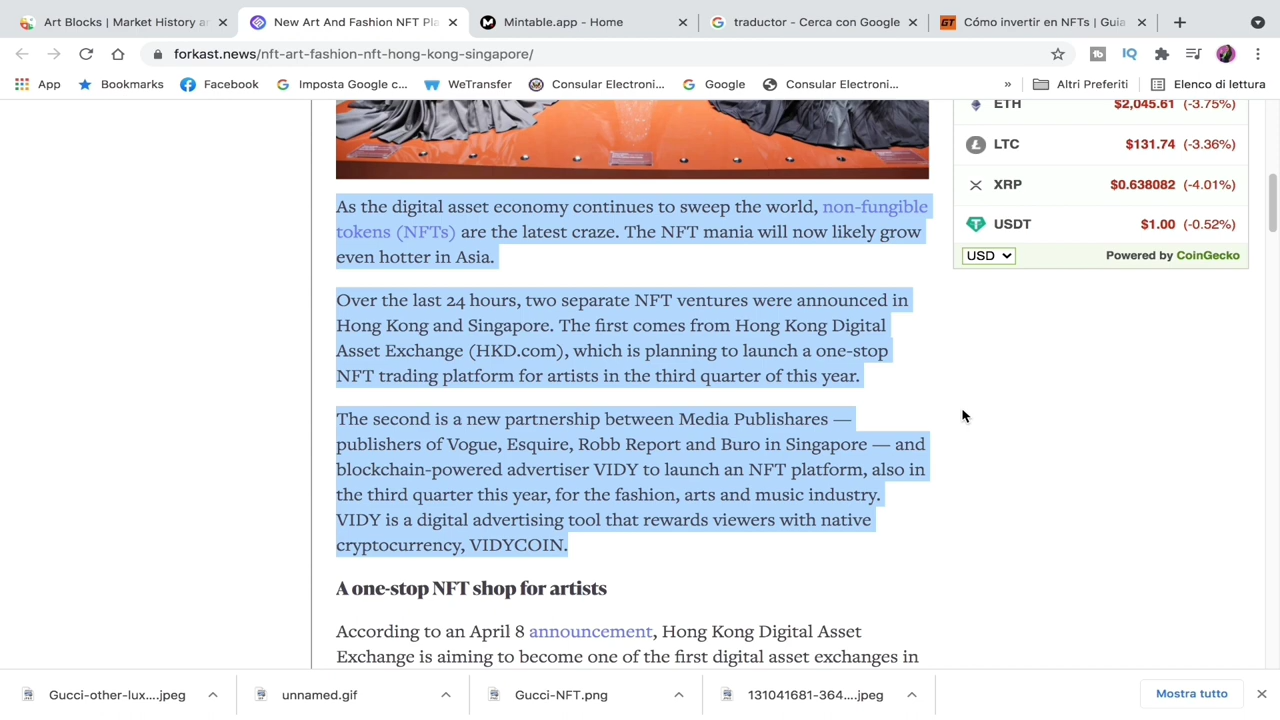 Art Blocks | Market History ar
New Art And Fashion NFT Pla
Mintable.app - Home
traductor - Cerca con Google
GT
Cómo invertir en NFTs | Guia
forkast.news/nft-art-fashion-nft-hong-kong-singapore/
tb
IQ
App
Bookmarks
Facebook
Imposta Google c...
WeTransfer
Consular Electroni...
Google
Consular Electroni...
»
Altri Preferiti
Elenco di lettura
ETH $2,045.61 (-3.75%)
LTC $131.74 (-3.36%)
XRP $0.638082 (-4.01%)
USDT $1.00 (-0.52%)
USD
Powered by CoinGecko
As the digital asset economy continues to sweep the world, non-fungible
tokens (NFTs) are the latest craze. The NFT mania will now likely grow
even hotter in Asia.
Over the last 24 hours, two separate NFT ventures were announced in
Hong Kong and Singapore. The first comes from Hong Kong Digital
Asset Exchange (HKD.com), which is planning to launch a one-stop
NFT trading platform for artists in the third quarter of this year.
The second is a new partnership between Media Publishares —
publishers of Vogue, Esquire, Robb Report and Buro in Singapore — and
blockchain-powered advertiser VIDY to launch an NFT platform, also in
the third quarter this year, for the fashion, arts and music industry.
VIDY is a digital advertising tool that rewards viewers with native
cryptocurrency, VIDYCOIN.
A one-stop NFT shop for artists
According to an April 8 announcement, Hong Kong Digital Asset
Exchange is aiming to become one of the first digital asset exchanges in
Gucci-other-lux....jpeg
unnamed.gif
Gucci-NFT.png
131041681-364....jpeg
Mostra tutto